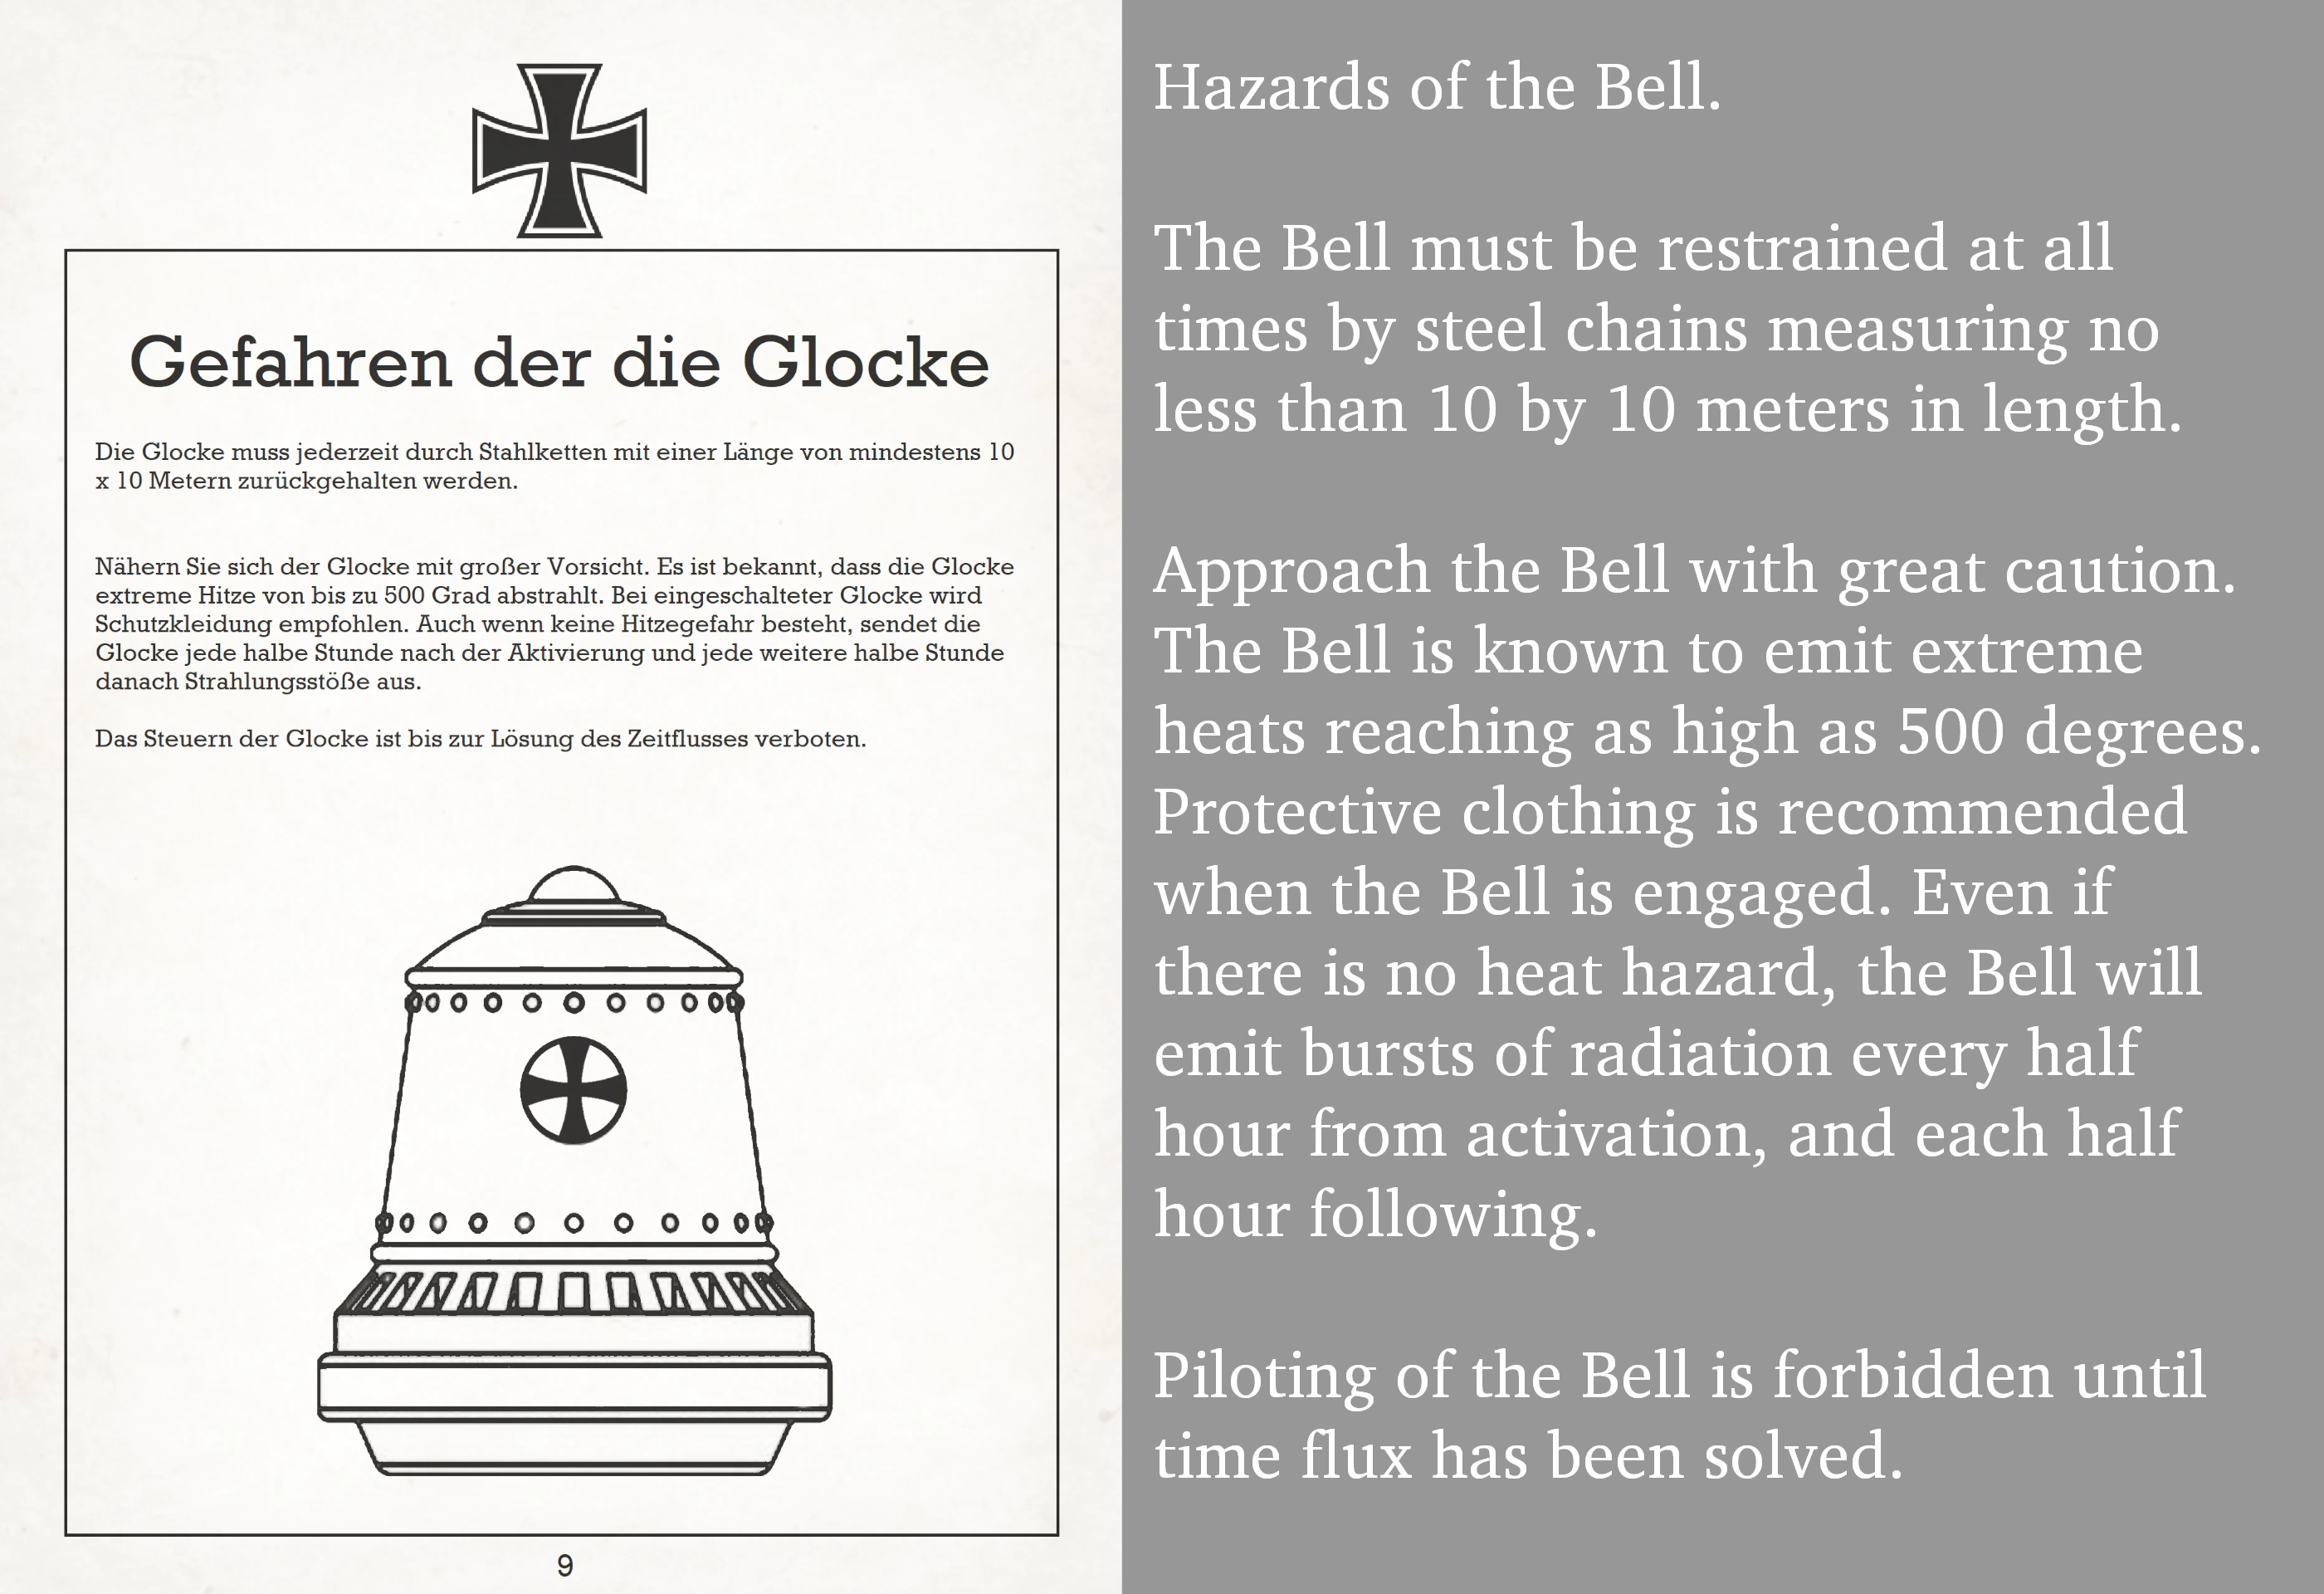 Gefahren der die Glocke
Die Glocke muss jederzeit durch Stahlketten mit einer Länge von mindestens 10
x 10 Metern zurückgehalten werden.
Nähern Sie sich der Glocke mit großer Vorsicht. Es ist bekannt, dass die Glocke
extreme Hitze von bis zu 500 Grad abstrahlt. Bei eingeschalteter Glocke wird
Schutzkleidung empfohlen. Auch wenn keine Hitzegefahr besteht, sendet die
Glocke jede halbe Stunde nach der Aktivierung und jede weitere halbe Stunde
danach Strahlungsstöße aus.
Das Steuern der Glocke ist bis zur Lösung des Zeitflusses verboten.
9
Hazards of the Bell.
The Bell must be restrained at all
times by steel chains measuring no
less than 10 by 10 meters in length.
Approach the Bell with great caution.
The Bell is known to emit extreme
heats reaching as high as 500 degrees.
Protective clothing is recommended
when the Bell is engaged. Even if
there is no heat hazard, the Bell will
emit bursts of radiation every half
hour from activation, and each half
hour following.
Piloting of the Bell is forbidden until
time flux has been solved.